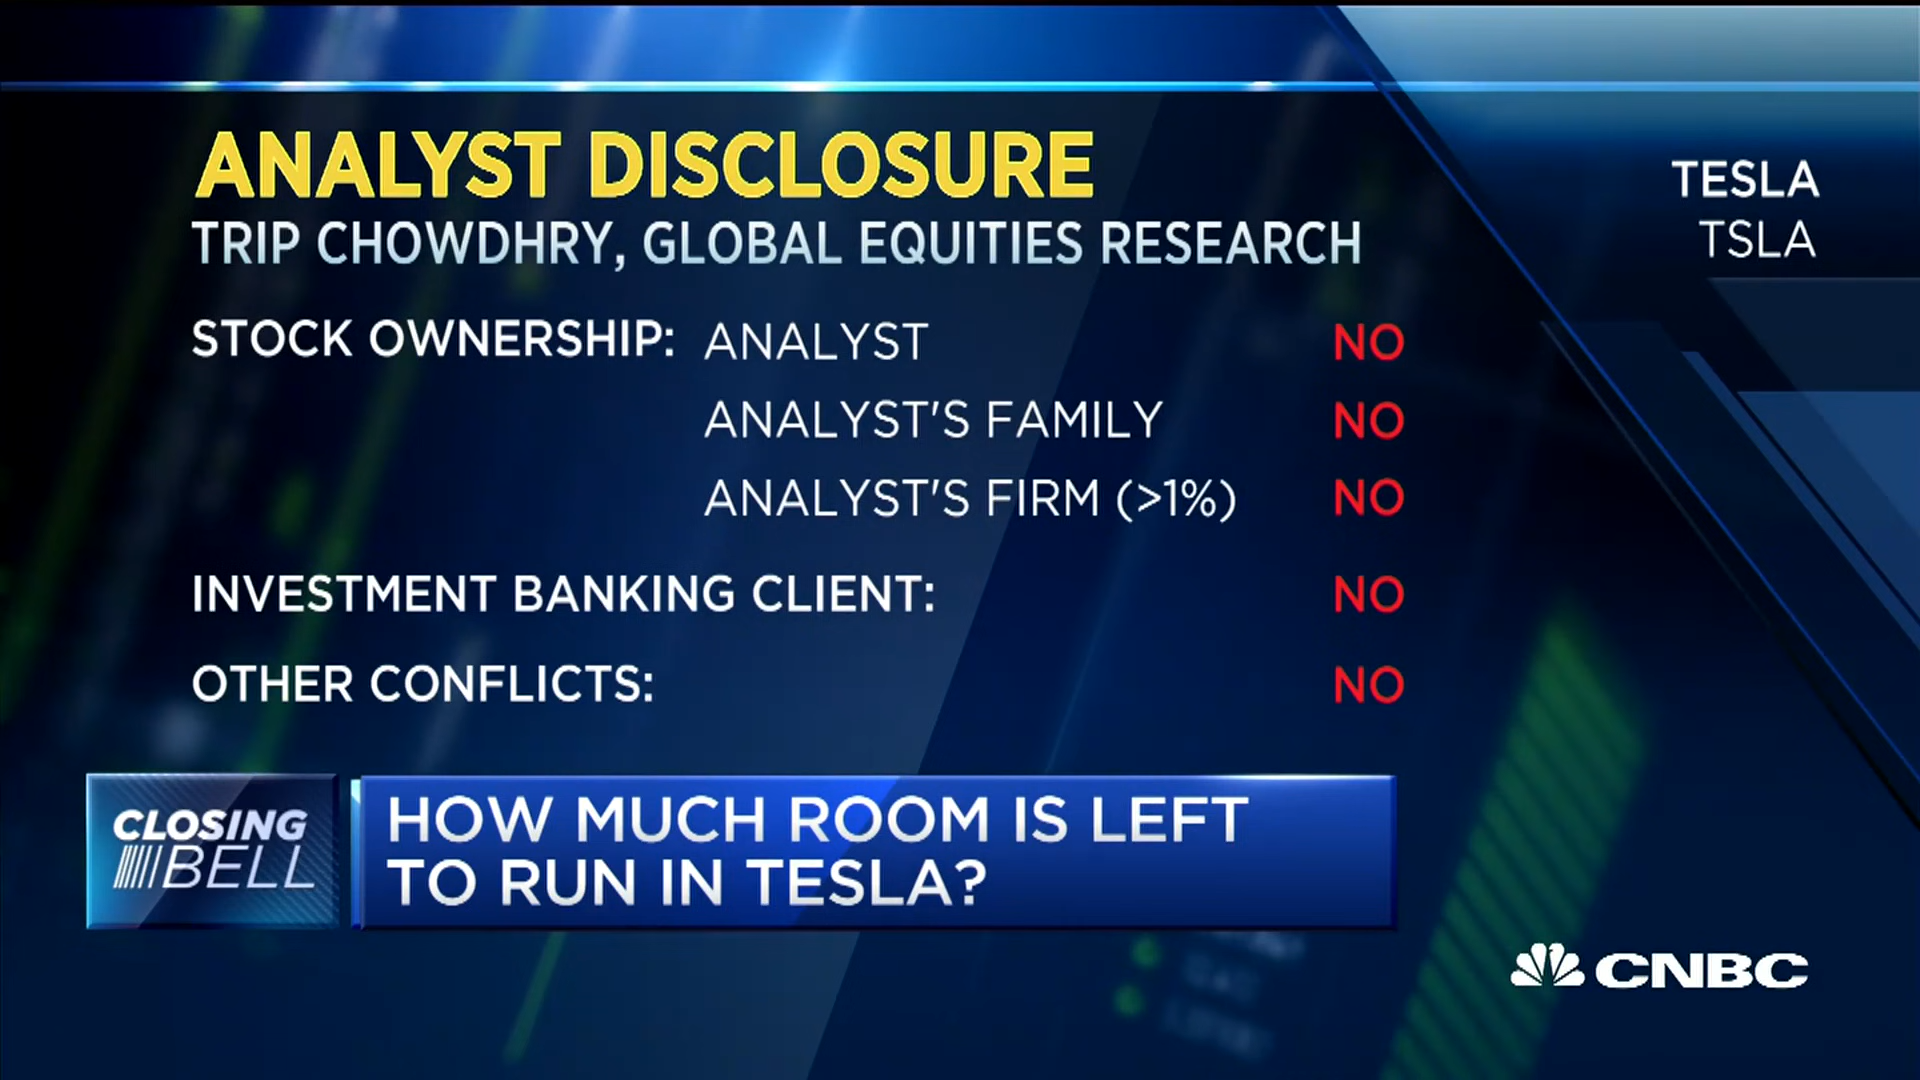 ANALYST DISCLOSURE
TRIP CHOWDHRY, GLOBAL EQUITIES RESEARCH
TESLA
TSLA
STOCK OWNERSHIP: ANALYST NO
ANALYST'S FAMILY NO
ANALYST'S FIRM (>1%) NO
INVESTMENT BANKING CLIENT: NO
OTHER CONFLICTS: NO
CLOSING
BELL
HOW MUCH ROOM IS LEFT
TO RUN IN TESLA?
CNBC